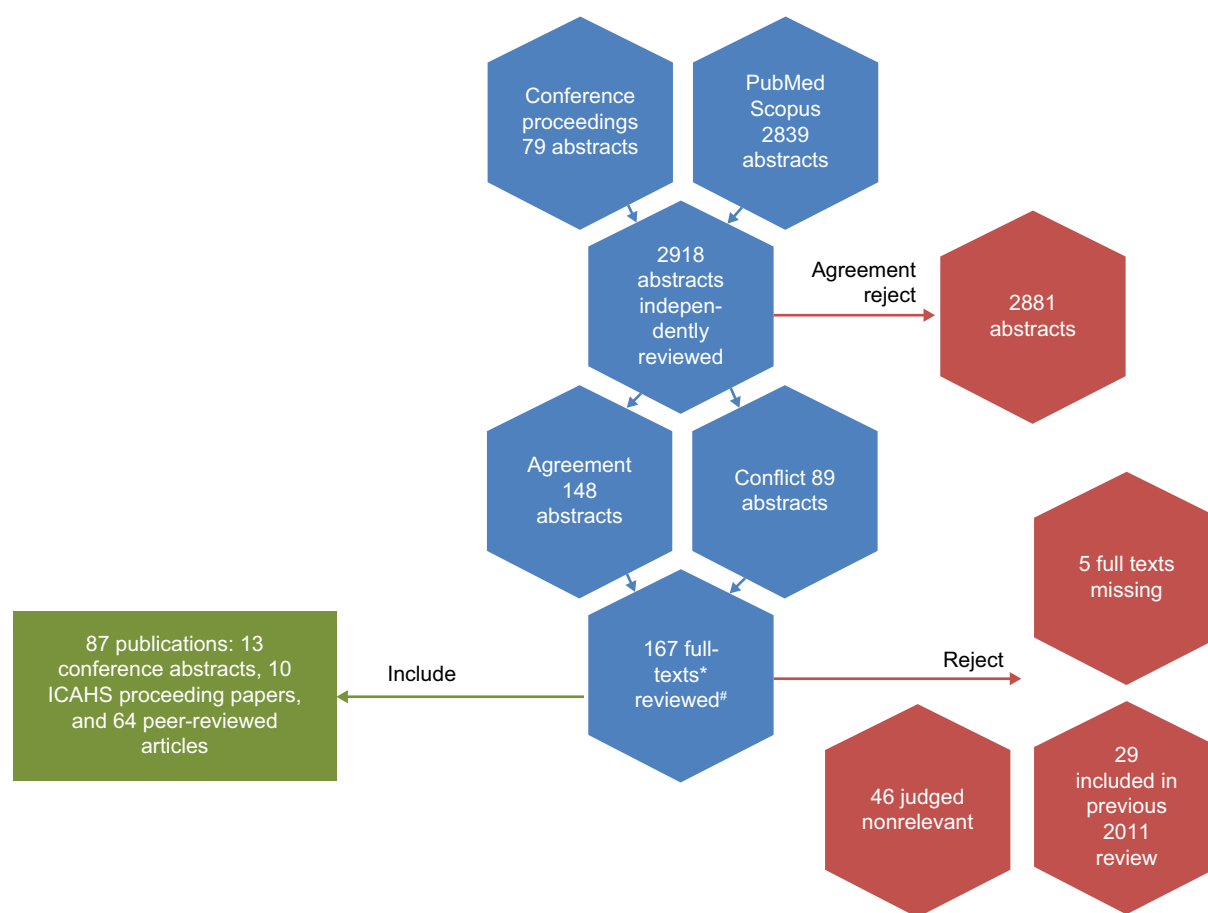 Conference
proceedings
79 abstracts
PubMed
Scopus
2839
abstracts
2918
abstracts
indepen-
dently
reviewed
Agreement
reject
2881
abstracts
Agreement
148
abstracts
Conflict 89
abstracts
5 full texts
missing
87 publications: 13
conference abstracts, 10
ICAHS proceeding papers,
and 64 peer-reviewed
articles
Include
167 full-
texts*
reviewed#
Reject
46 judged
nonrelevant
29
included in
previous
2011
review